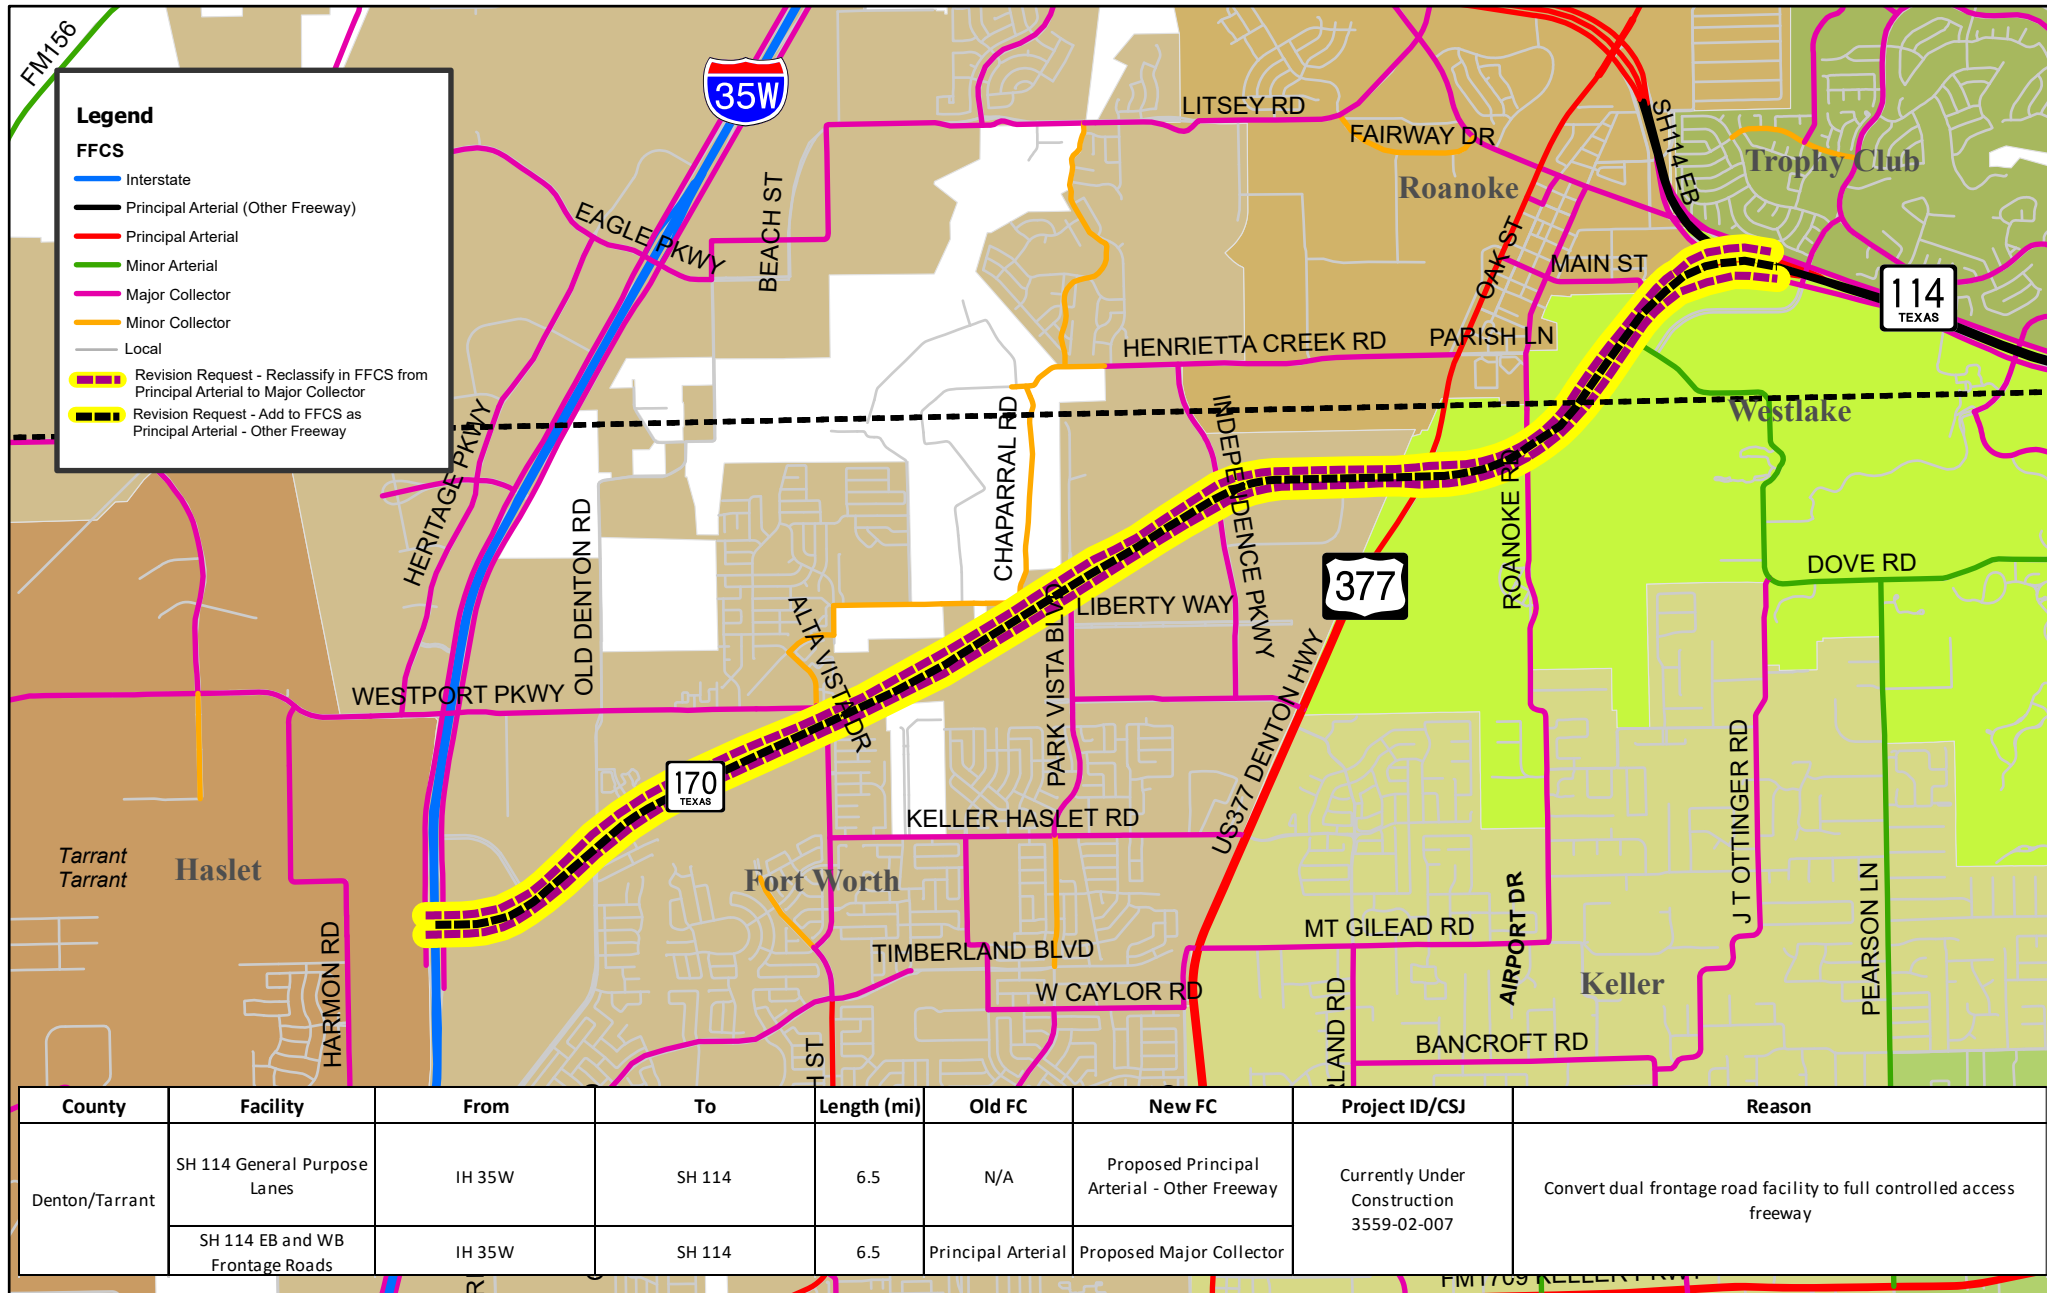 FM156
Legend
FFCS
Interstate
Principal Arterial (Other Freeway)
Principal Arterial
Minor Arterial
Major Collector
Minor Collector
Local
Revision Request - Reclassify in FFCS from
Principal Arterial to Major Collector
Revision Request - Add to FFCS as
Principal Arterial - Other Freeway
35W
LITSEY RD
FAIRWAY DR
SH114 EB
Trophy Club
Roanoke
EAGLE PKWY
BEACH ST
OAK ST
MAIN ST
114
TEXAS
HENRIETTA CREEK RD
PARISH LN
Westlake
HERITAGE PKWY
CHAPARRAL RD
INDEPENDENCE PKWY
ROANOKE RD
OLD DENTON RD
377
DOVE RD
ALTA VISTA DR
PARK VISTA BLVD
LIBERTY WAY
WESTPORT PKWY
US377 DENTON HWY
J T OTTINGER RD
170
TEXAS
KELLER HASLET RD
Tarrant
Tarrant
Haslet
Fort Worth
HARMON RD
TIMBERLAND BLVD
MT GILEAD RD
AIRPORT DR
PEARSON LN
W CAYLOR RD
Keller
RLAND RD
BANCROFT RD
H ST
County Facility From To Length (mi) Old FC New FC Project ID/CSJ Reason
Denton/Tarrant
SH 114 General Purpose
Lanes
IH 35W
SH 114
6.5
N/A
Proposed Principal
Arterial - Other Freeway
Currently Under
Construction
3559-02-007
Convert dual frontage road facility to full controlled access
freeway
SH 114 EB and WB
Frontage Roads
IH 35W
SH 114
6.5
Principal Arterial
Proposed Major Collector
FM1709 KELLER PKWY